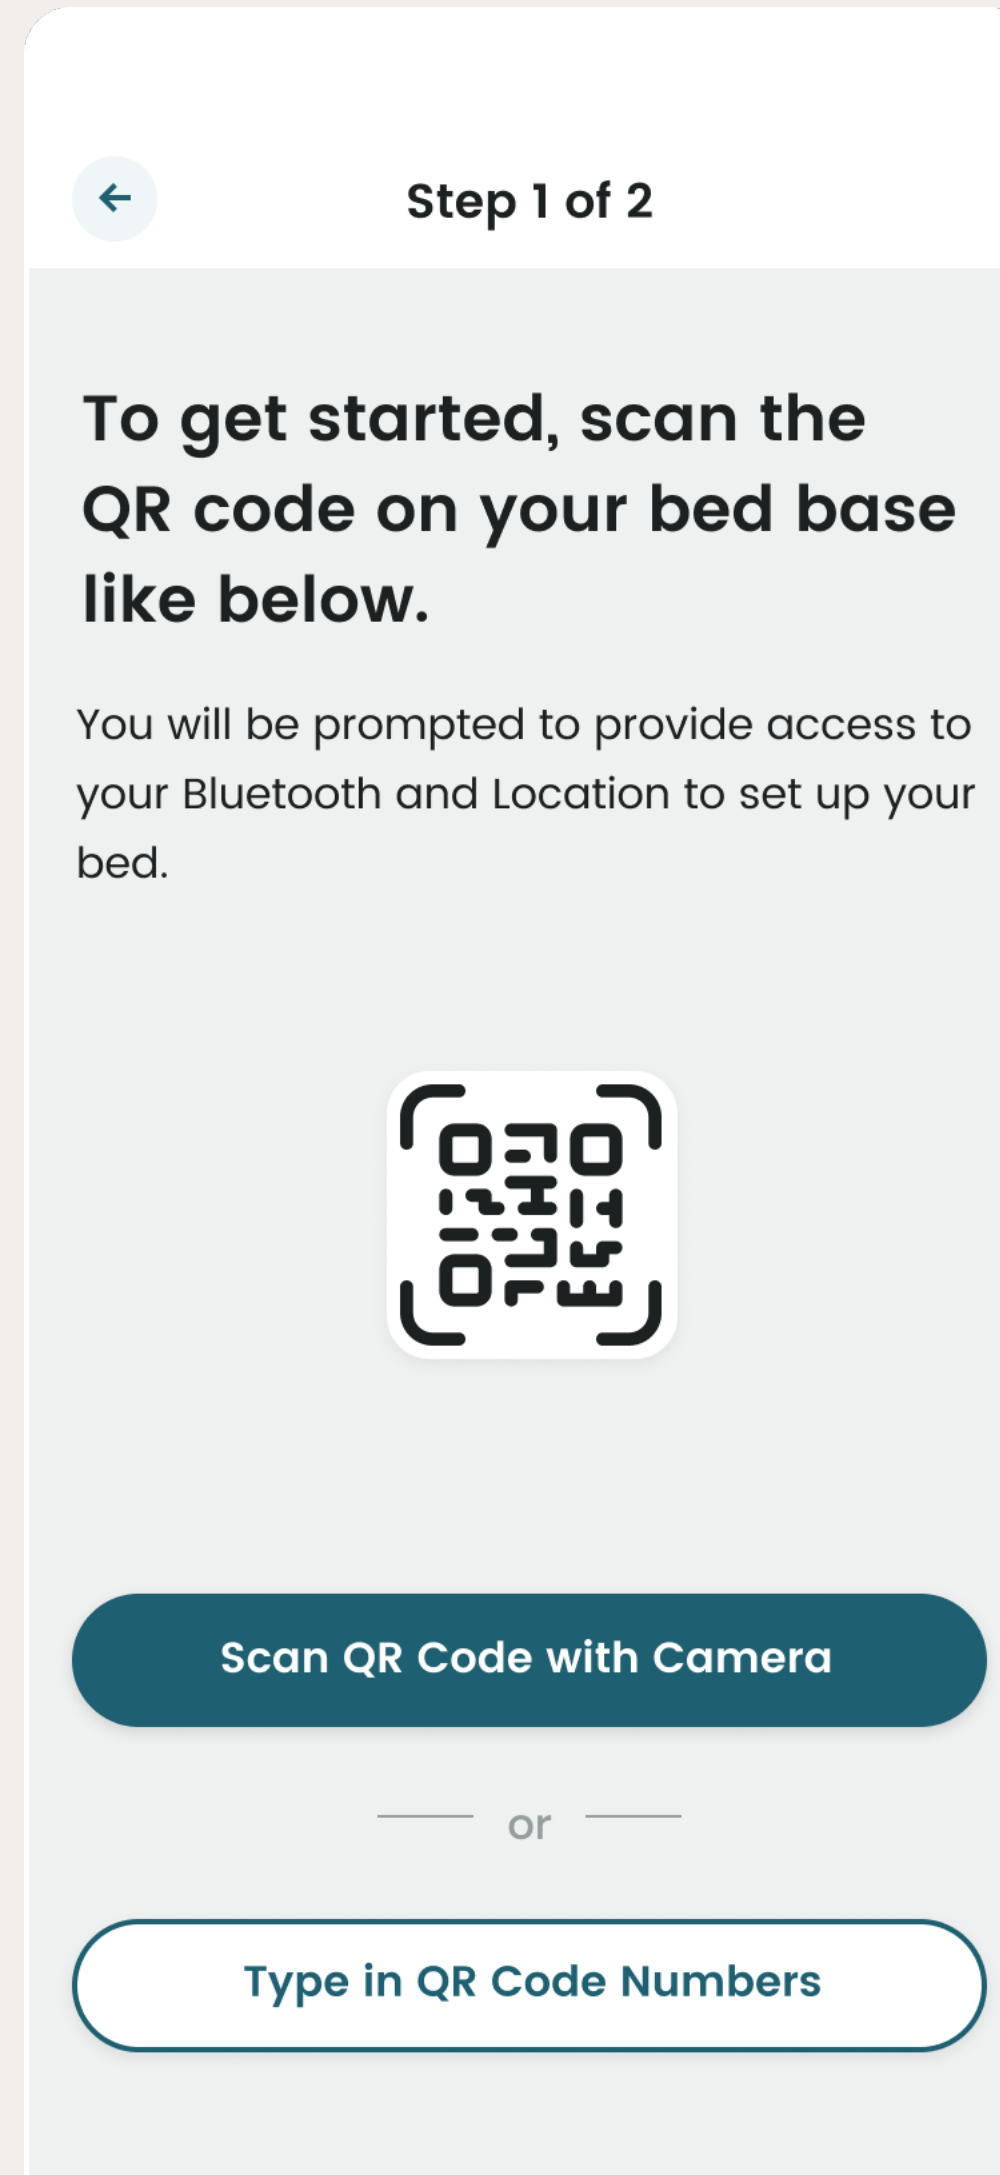 Step 1 of 2
To get started, scan the
QR code on your bed base
like below.
You will be prompted to provide access to
your Bluetooth and Location to set up your
bed.
Scan QR Code with Camera
or
Type in QR Code Numbers